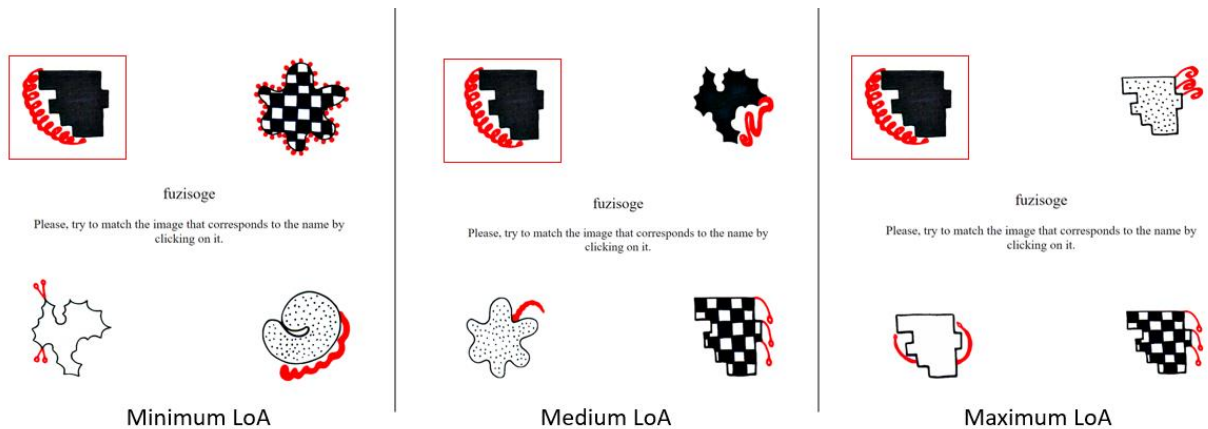 fuzisoge
Please, try to match the image that corresponds to the name by
clicking on it.
Minimum LoA
fuzisoge
Please, try to match the image that corresponds to the name by
clicking on it.
Medium LoA
fuzisoge
Please, try to match the image that corresponds to the name by
clicking on it.
Maximum LoA